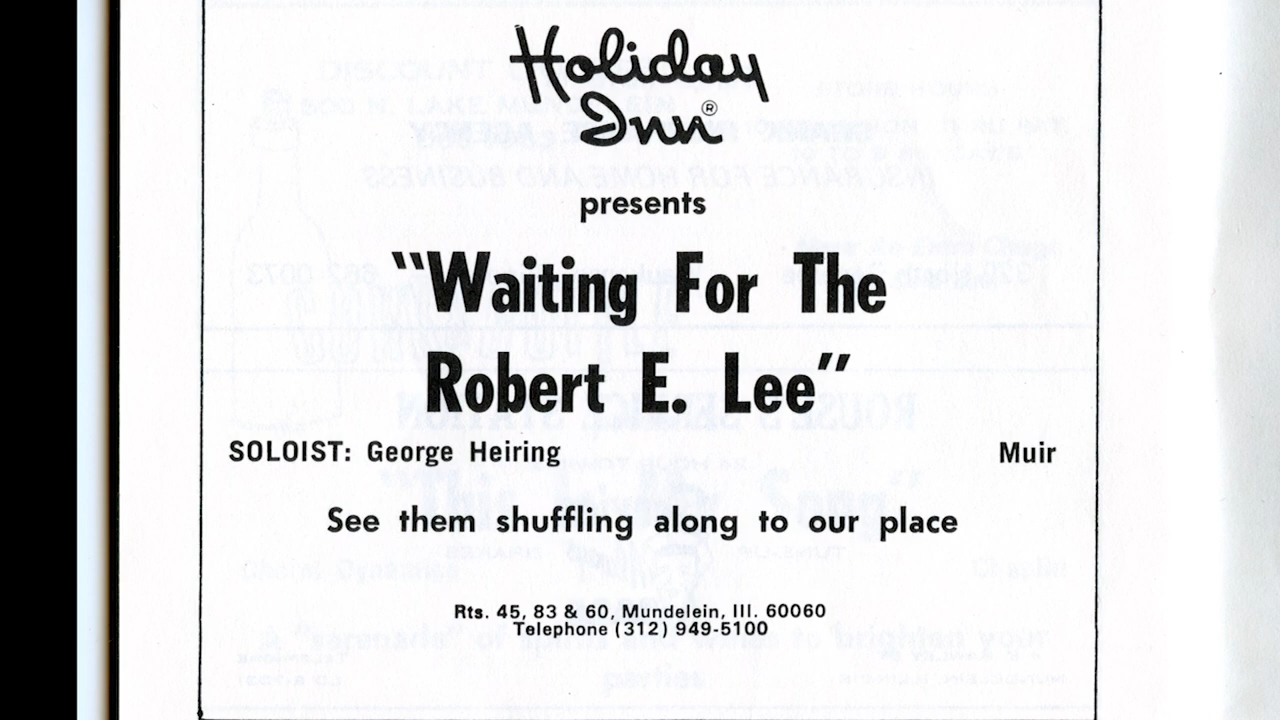 Holiday
Inn®
presents
"Waiting For The
Robert E. Lee"
SOLOIST: George Heiring Muir
See them shuffling along to our place
Rts. 45, 83 & 60, Mundelein, Ill. 60060
Telephone (312) 949-5100